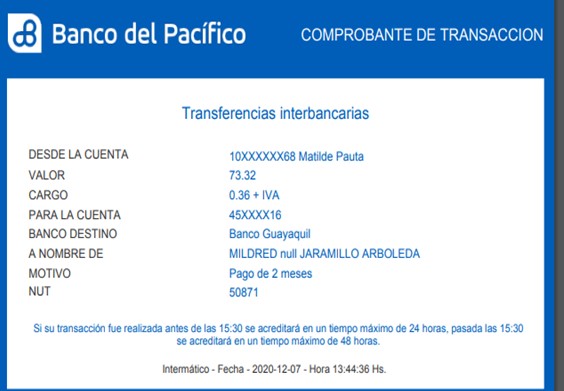 Banco del Pacífico
COMPROBANTE DE TRANSACCION
Transferencias interbancarias
DESDE LA CUENTA 10XXXXXX68 Matilde Pauta
VALOR 73.32
CARGO 0.36 + IVA
PARA LA CUENTA 45XXXX16
BANCO DESTINO Banco Guayaquil
A NOMBRE DE MILDRED null JARAMILLO ARBOLEDA
MOTIVO Pago de 2 meses
NUT 50871
Si su transacción fue realizada antes de las 15:30 se acreditará en un tiempo máximo de 24 horas, pasada las 15:30
se acreditará en un tiempo máximo de 48 horas.
Intermático - Fecha - 2020-12-07 - Hora 13:44:36 Hs.